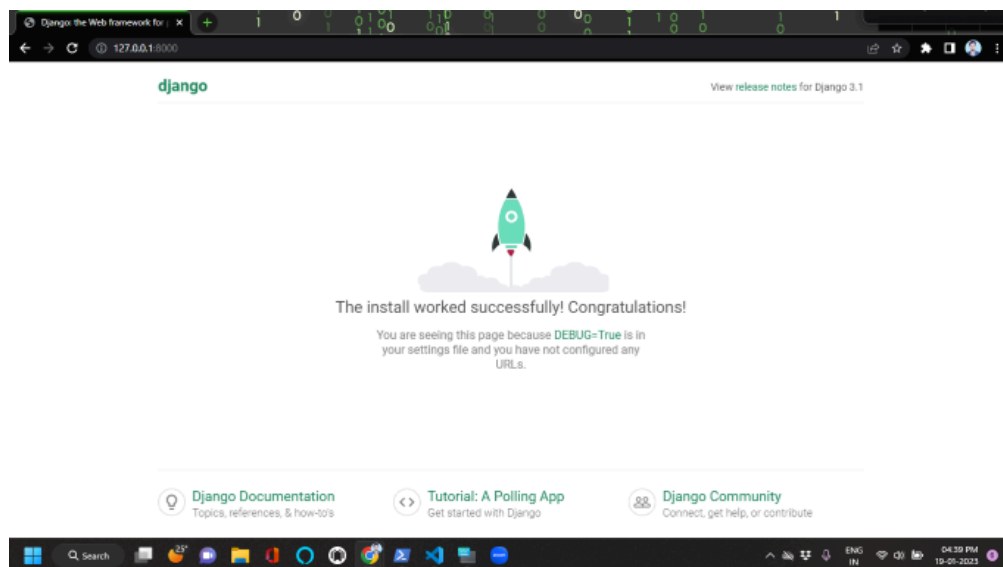 Django: the Web framework for
127.0.0.1:8000
django
View release notes for Django 3.1
The install worked successfully! Congratulations!
You are seeing this page because DEBUG=True is in
your settings file and you have not configured any
URLs.
Django Documentation
Topics, references, & how-to's
Tutorial: A Polling App
Get started with Django
Django Community
Connect, get help, or contribute
Search
25°
ENG
IN
04:39 PM
19-01-2023